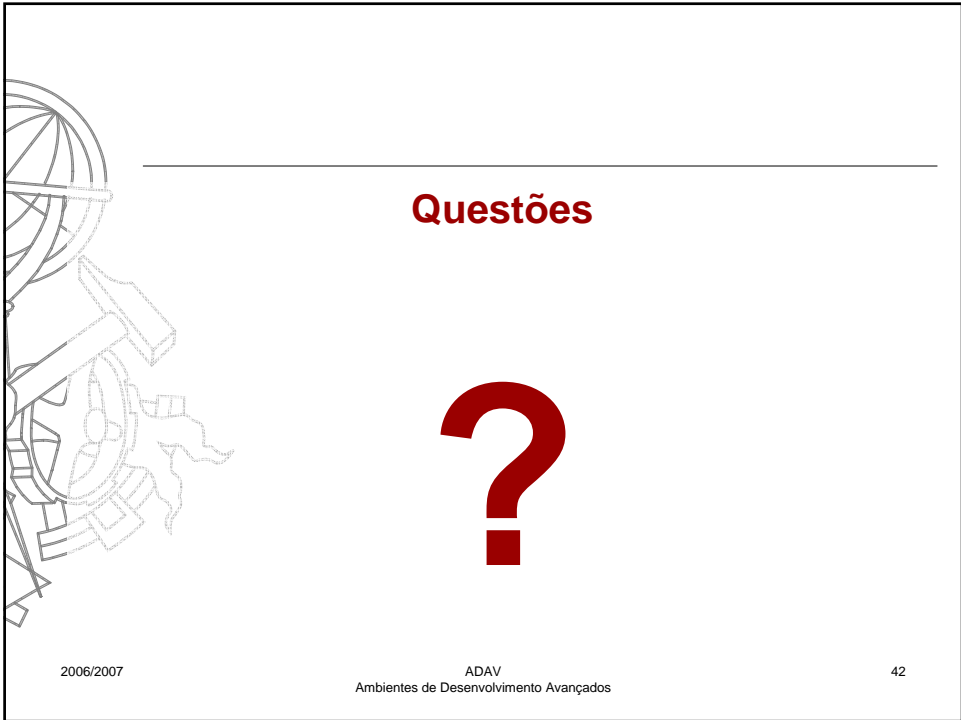 Questões
?
2006/2007
ADAV
Ambientes de Desenvolvimento Avançados
42